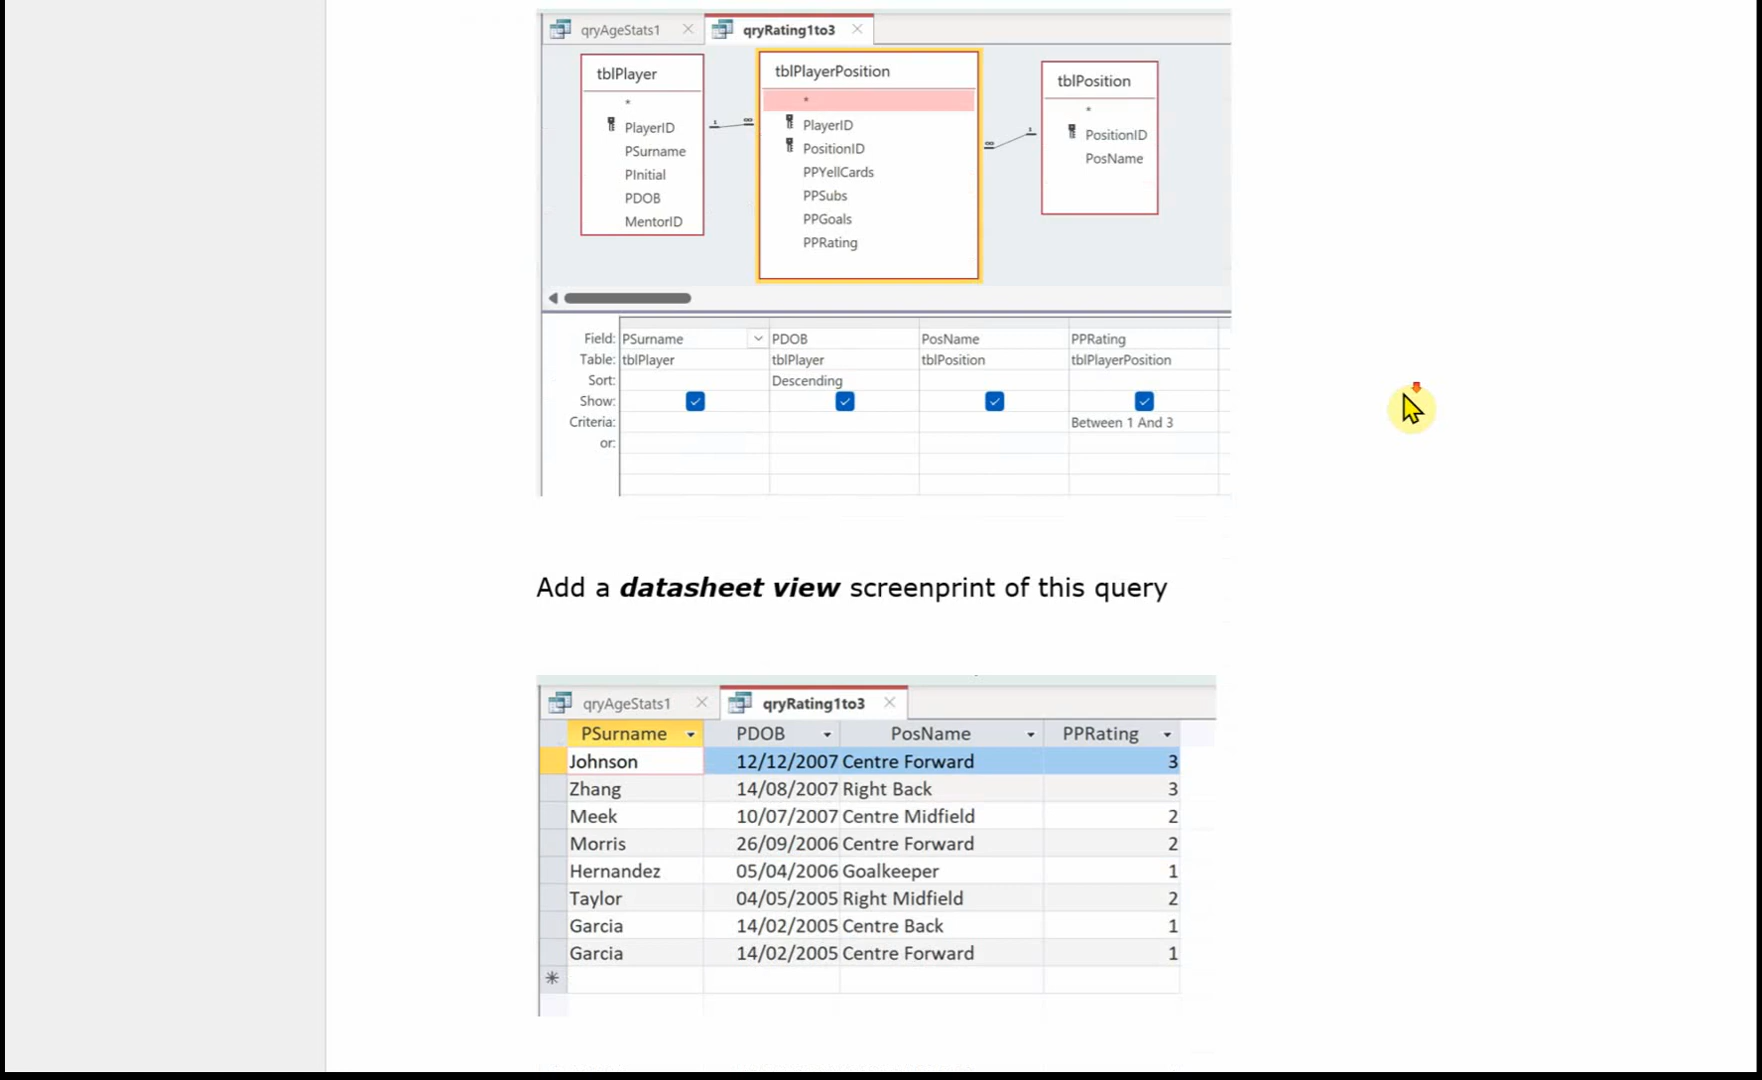 qryAgeStats1 qryRating1to3
tblPlayer
*
PlayerID
PSurname
PInitial
PDOB
MentorID
1 ∞
tblPlayerPosition
*
PlayerID
PositionID
PPYellCards
PPSubs
PPGoals
PPRating
∞ 1
tblPosition
*
PositionID
PosName
Field: PSurname PDOB PosName PPRating
Table: tblPlayer tblPlayer tblPosition tblPlayerPosition
Sort: Descending
Show:
Criteria: Between 1 And 3
or:
Add a datasheet view screenprint of this query
qryAgeStats1 qryRating1to3
PSurname PDOB PosName PPRating
Johnson 12/12/2007 Centre Forward 3
Zhang 14/08/2007 Right Back 3
Meek 10/07/2007 Centre Midfield 2
Morris 26/09/2006 Centre Forward 2
Hernandez 05/04/2006 Goalkeeper 1
Taylor 04/05/2005 Right Midfield 2
Garcia 14/02/2005 Centre Back 1
Garcia 14/02/2005 Centre Forward 1
*